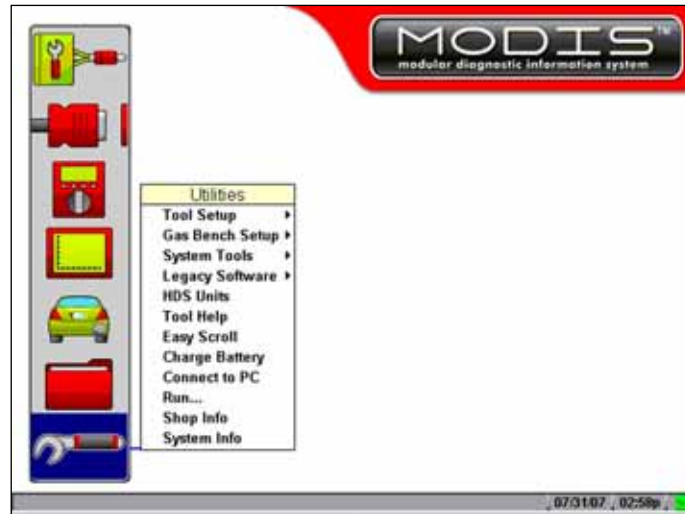 MODIS™
modular diagnostic information system
Utilities
Tool Setup
Gas Bench Setup
System Tools
Legacy Software
HDS Units
Tool Help
Easy Scroll
Charge Battery
Connect to PC
Run...
Shop Info
System Info
07/31/07 02:58p